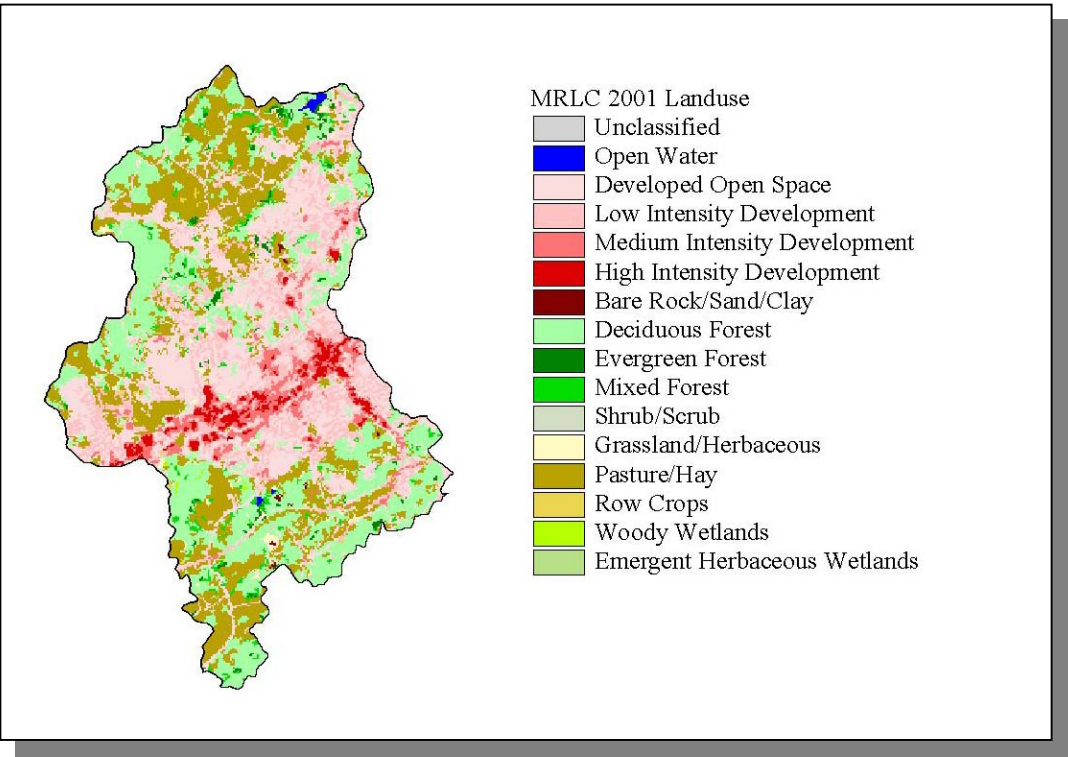 MRLC 2001 Landuse
Unclassified
Open Water
Developed Open Space
Low Intensity Development
Medium Intensity Development
High Intensity Development
Bare Rock/Sand/Clay
Deciduous Forest
Evergreen Forest
Mixed Forest
Shrub/Scrub
Grassland/Herbaceous
Pasture/Hay
Row Crops
Woody Wetlands
Emergent Herbaceous Wetlands